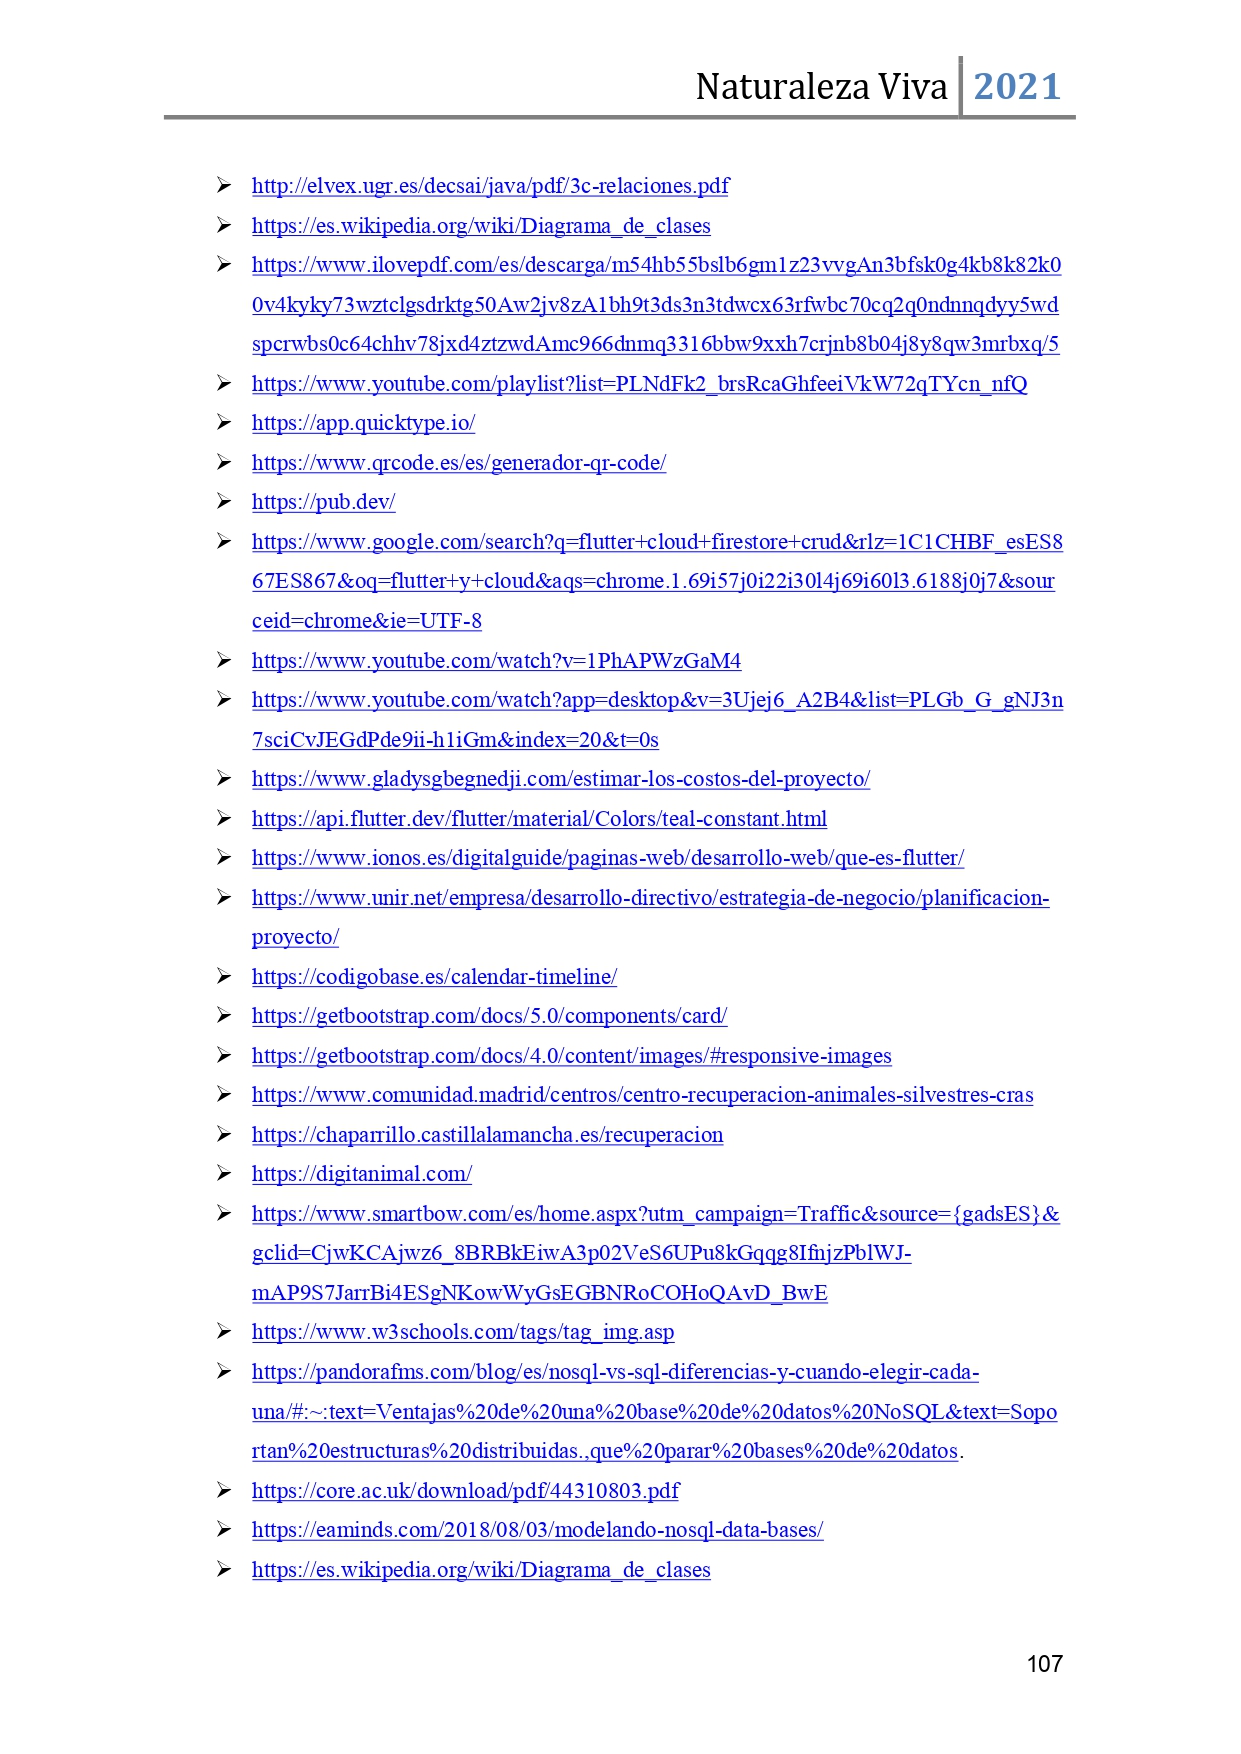 Naturaleza Viva 2021
➢ http://elvex.ugr.es/decsai/java/pdf/3c-relaciones.pdf
➢ https://es.wikipedia.org/wiki/Diagrama_de_clases
➢ https://www.ilovepdf.com/es/descarga/m54hb55bslb6gm1z23vvgAn3bfsk0g4kb8k82k0
0v4kyky73wztclgsdrktg50Aw2jv8zA1bh9t3ds3n3tdwcx63rfwbc70cq2q0ndnnqdyy5wd
spcrwbs0c64chhv78jxd4ztzwdAmc966dnmq3316bbw9xxh7crjnb8b04j8y8qw3mrbxq/5
➢ https://www.youtube.com/playlist?list=PLNdFk2_brsRcaGhfeeiVkW72qTYcn_nfQ
➢ https://app.quicktype.io/
➢ https://www.qrcode.es/es/generador-qr-code/
➢ https://pub.dev/
➢ https://www.google.com/search?q=flutter+cloud+firestore+crud&rlz=1C1CHBF_esES8
67ES867&oq=flutter+y+cloud&aqs=chrome.1.69i57j0i22i30l4j69i60l3.6188j0j7&sour
ceid=chrome&ie=UTF-8
➢ https://www.youtube.com/watch?v=1PhAPWzGaM4
➢ https://www.youtube.com/watch?app=desktop&v=3Ujej6_A2B4&list=PLGb_G_gNJ3n
7sciCvJEGdPde9ii-h1iGm&index=20&t=0s
➢ https://www.gladysgbegnedji.com/estimar-los-costos-del-proyecto/
➢ https://api.flutter.dev/flutter/material/Colors/teal-constant.html
➢ https://www.ionos.es/digitalguide/paginas-web/desarrollo-web/que-es-flutter/
➢ https://www.unir.net/empresa/desarrollo-directivo/estrategia-de-negocio/planificacion-
proyecto/
➢ https://codigobase.es/calendar-timeline/
➢ https://getbootstrap.com/docs/5.0/components/card/
➢ https://getbootstrap.com/docs/4.0/content/images/#responsive-images
➢ https://www.comunidad.madrid/centros/centro-recuperacion-animales-silvestres-cras
➢ https://chaparrillo.castillalamancha.es/recuperacion
➢ https://digitanimal.com/
➢ https://www.smartbow.com/es/home.aspx?utm_campaign=Traffic&source={gadsES}&
gclid=CjwKCAjwz6_8BRBkEiwA3p02VeS6UPu8kGqqg8IfnjzPblWJ-
mAP9S7JarrBi4ESgNKowWyGsEGBNRoCOHoQAvD_BwE
➢ https://www.w3schools.com/tags/tag_img.asp
➢ https://pandorafms.com/blog/es/nosql-vs-sql-diferencias-y-cuando-elegir-cada-
una/#:~:text=Ventajas%20de%20una%20base%20de%20datos%20NoSQL&text=Sopo
rtan%20estructuras%20distribuidas.,que%20parar%20bases%20de%20datos.
➢ https://core.ac.uk/download/pdf/44310803.pdf
➢ https://eaminds.com/2018/08/03/modelando-nosql-data-bases/
➢ https://es.wikipedia.org/wiki/Diagrama_de_clases
107